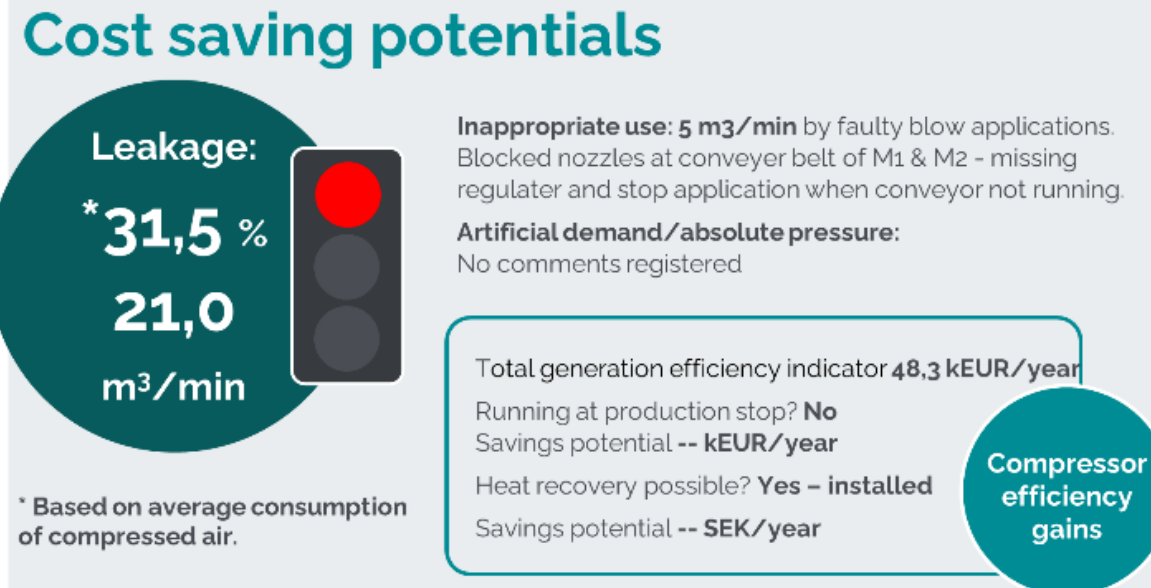 Cost saving potentials
Leakage:
*31,5 %
21,0
m³/min
* Based on average consumption
of compressed air.
Inappropriate use: 5 m3/min by faulty blow applications.
Blocked nozzles at conveyer belt of M1 & M2 - missing
regulater and stop application when conveyor not running.
Artificial demand/absolute pressure:
No comments registered
Total generation efficiency indicator 48,3 kEUR/year
Running at production stop? No
Savings potential -- kEUR/year
Heat recovery possible? Yes – installed
Savings potential -- SEK/year
Compressor
efficiency
gains